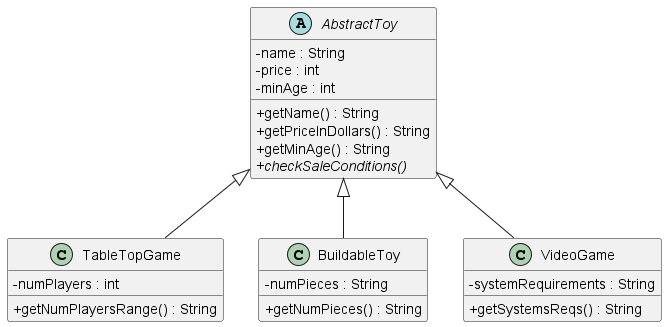 A AbstractToy
-name : String
-price : int
-minAge : int
+getName() : String
+getPriceInDollars() : String
+getMinAge() : String
+checkSaleConditions()
C TableTopGame
-numPlayers : int
+getNumPlayersRange() : String
C BuildableToy
-numPieces : String
+getNumPieces() : String
C VideoGame
-systemRequirements : String
+getSystemsReqs() : String